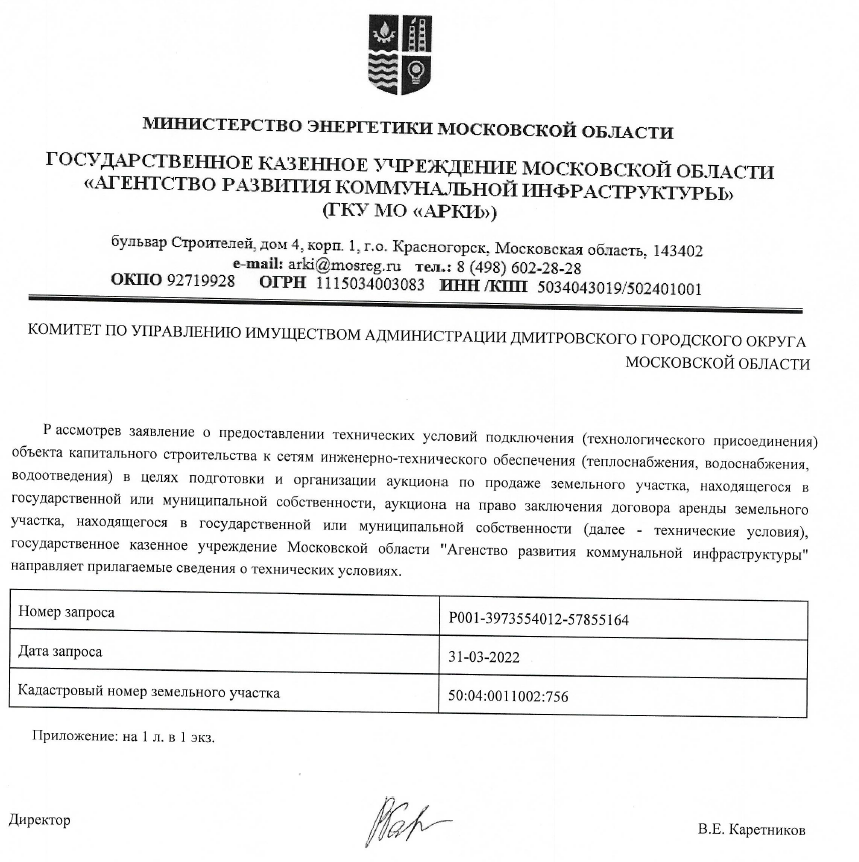 МИНИСТЕРСТВО ЭНЕРГЕТИКИ МОСКОВСКОЙ ОБЛАСТИ
ГОСУДАРСТВЕННОЕ КАЗЕННОЕ УЧРЕЖДЕНИЕ МОСКОВСКОЙ ОБЛАСТИ
«АГЕНТСТВО РАЗВИТИЯ КОММУНАЛЬНОЙ ИНФРАСТРУКТУРЫ»
(ГКУ МО «АРКИ»)
бульвар Строителей, дом 4, корп. 1, г.о. Красногорск, Московская область, 143402
e-mail: arki@mosreg.ru тел.: 8 (498) 602-28-28
ОКПО 92719928 ОГРН 1115034003083 ИНН /КПП 5034043019/502401001
КОМИТЕТ ПО УПРАВЛЕНИЮ ИМУЩЕСТВОМ АДМИНИСТРАЦИИ ДМИТРОВСКОГО ГОРОДСКОГО ОКРУГА
МОСКОВСКОЙ ОБЛАСТИ
Р ассмотрев заявление о предоставлении технических условий подключения (технологического присоединения)
объекта капитального строительства к сетям инженерно-технического обеспечения (теплоснабжения, водоснабжения,
водоотведения) в целях подготовки и организации аукциона по продаже земельного участка, находящегося в
государственной или муниципальной собственности, аукциона на право заключения договора аренды земельного
участка, находящегося в государственной или муниципальной собственности (далее - технические условия),
государственное казенное учреждение Московской области "Агенство развития коммунальной инфраструктуры"
направляет прилагаемые сведения о технических условиях.
Номер запроса P001-3973554012-57855164
Дата запроса 31-03-2022
Кадастровый номер земельного участка 50:04:0011002:756
Приложение: на 1 л. в 1 экз.
Директор В.Е. Каретников